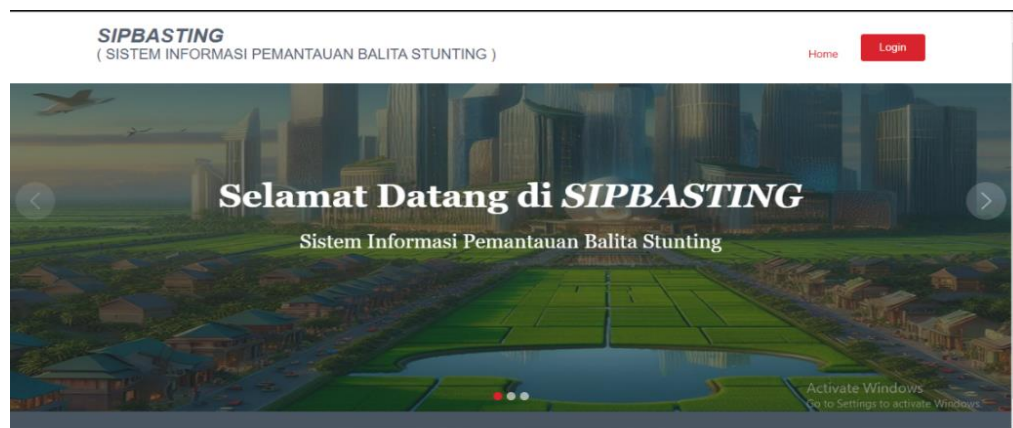 SIPBASTING
( SISTEM INFORMASI PEMANTAUAN BALITA STUNTING )
Home
Login
Selamat Datang di SIPBASTING
Sistem Informasi Pemantauan Balita Stunting
Activate Windows
Go to Settings to activate Windows.